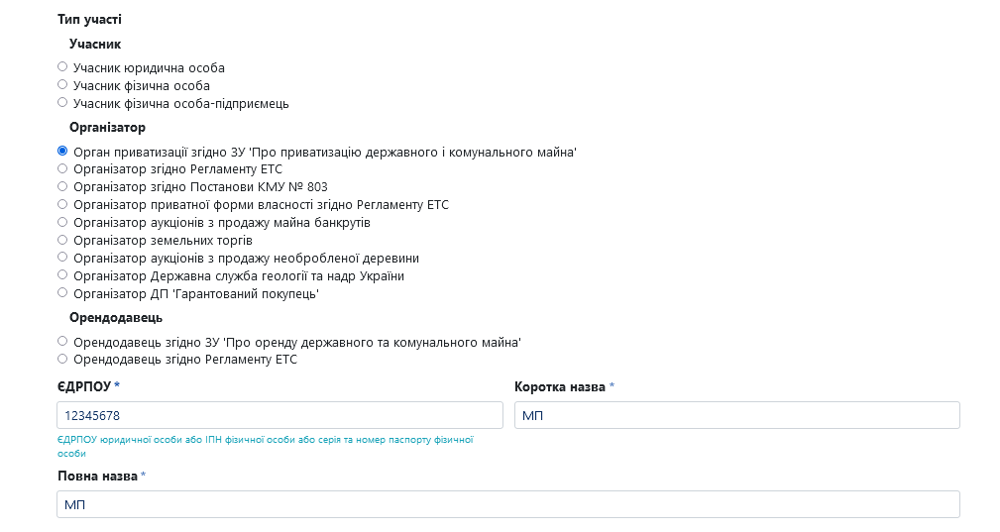 Тип участі
Учасник
Учасник юридична особа
Учасник фізична особа
Учасник фізична особа-підприємець
Організатор
Орган приватизації згідно ЗУ 'Про приватизацію державного і комунального майна'
Організатор згідно Регламенту ЕТС
Організатор згідно Постанови КМУ № 803
Організатор приватної форми власності згідно Регламенту ЕТС
Організатор аукціонів з продажу майна банкрутів
Організатор земельних торгів
Організатор аукціонів з продажу необробленої деревини
Організатор Державна служба геології та надр України
Організатор ДП 'Гарантований покупець'
Орендодавець
Орендодавець згідно ЗУ 'Про оренду державного та комунального майна'
Орендодавець згідно Регламенту ЕТС
ЄДРПОУ *
12345678
ЄДРПОУ юридичної особи або ІПН фізичної особи або серія та номер паспорту фізичної
особи
Коротка назва *
МП
Повна назва *
МП